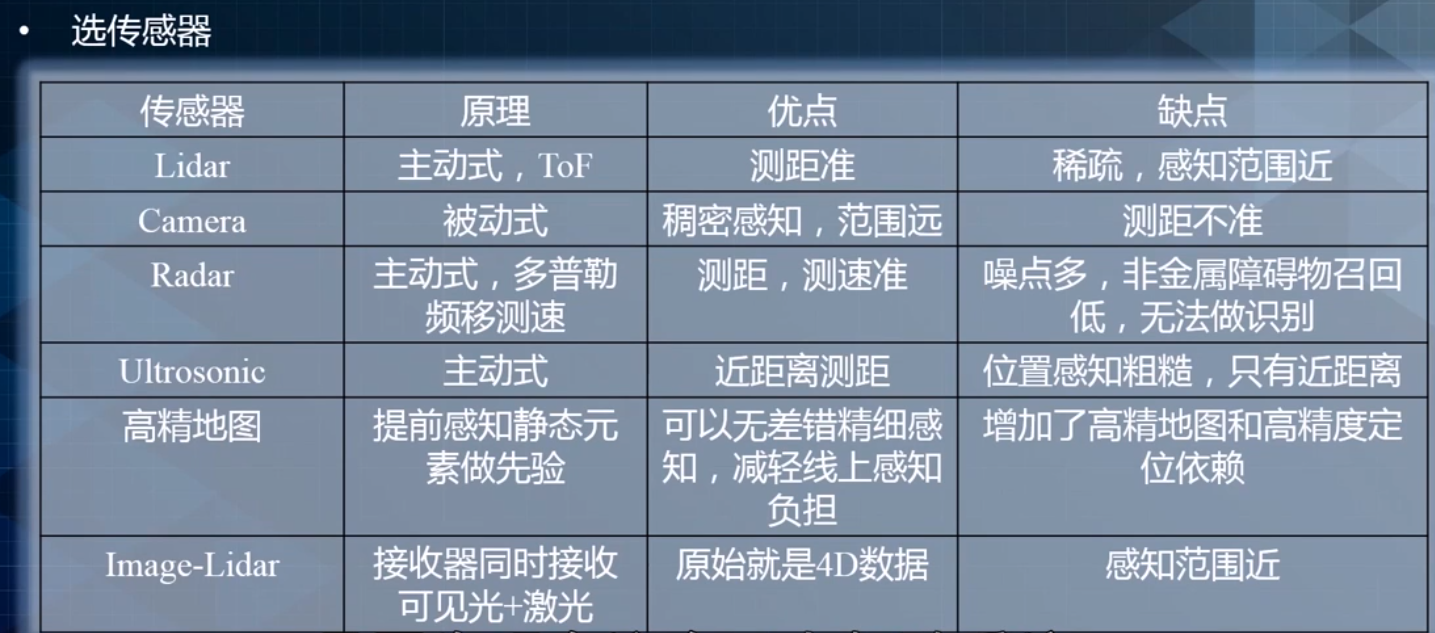 • 选传感器
传感器 原理 优点 缺点
Lidar 主动式，ToF 测距准 稀疏，感知范围近
Camera 被动式 稠密感知，范围远 测距不准
Radar 主动式，多普勒 测距，测速准 噪点多，非金属障碍物召回
频移测速 低，无法做识别
Ultrosonic 主动式 近距离测距 位置感知粗糙，只有近距离
高精地图 提前感知静态元 可以无差错精细感 增加了高精地图和高精度定
素做先验 知，减轻线上感知 位依赖
负担
Image-Lidar 接收器同时接收 原始就是4D数据 感知范围近
可见光+激光